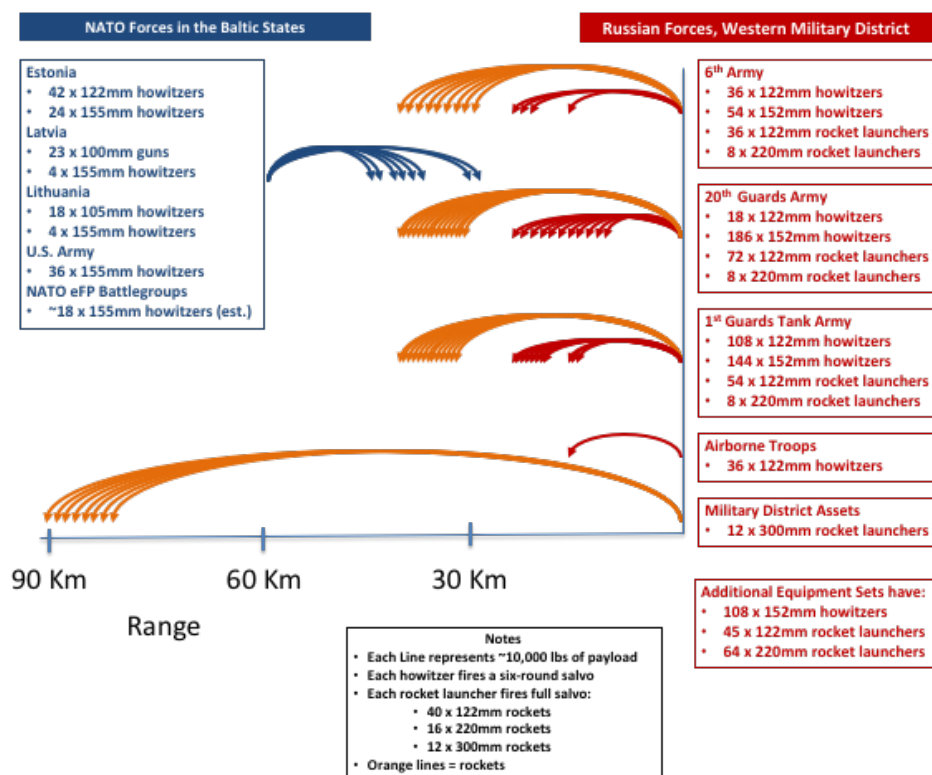 NATO Forces in the Baltic States
Russian Forces, Western Military District
Estonia
• 42 x 122mm howitzers
• 24 x 155mm howitzers
Latvia
• 23 x 100mm guns
• 4 x 155mm howitzers
Lithuania
• 18 x 105mm howitzers
• 4 x 155mm howitzers
U.S. Army
• 36 x 155mm howitzers
NATO eFP Battlegroups
• ~18 x 155mm howitzers (est.)
6th Army
• 36 x 122mm howitzers
• 54 x 152mm howitzers
• 36 x 122mm rocket launchers
• 8 x 220mm rocket launchers
20th Guards Army
• 18 x 122mm howitzers
• 186 x 152mm howitzers
• 72 x 122mm rocket launchers
• 8 x 220mm rocket launchers
1st Guards Tank Army
• 108 x 122mm howitzers
• 144 x 152mm howitzers
• 54 x 122mm rocket launchers
• 8 x 220mm rocket launchers
Airborne Troops
• 36 x 122mm howitzers
Military District Assets
• 12 x 300mm rocket launchers
90 Km
60 Km
30 Km
Range
Additional Equipment Sets have:
• 108 x 152mm howitzers
• 45 x 122mm rocket launchers
• 64 x 220mm rocket launchers
Notes
• Each Line represents ~10,000 lbs of payload
• Each howitzer fires a six-round salvo
• Each rocket launcher fires full salvo:
• 40 x 122mm rockets
• 16 x 220mm rockets
• 12 x 300mm rockets
• Orange lines = rockets